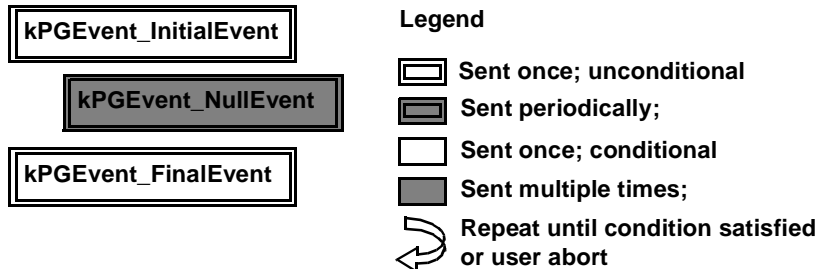 kPGEvent_InitialEvent
kPGEvent_NullEvent
kPGEvent_FinalEvent
Legend
Sent once; unconditional
Sent periodically;
Sent once; conditional
Sent multiple times;
Repeat until condition satisfied
or user abort